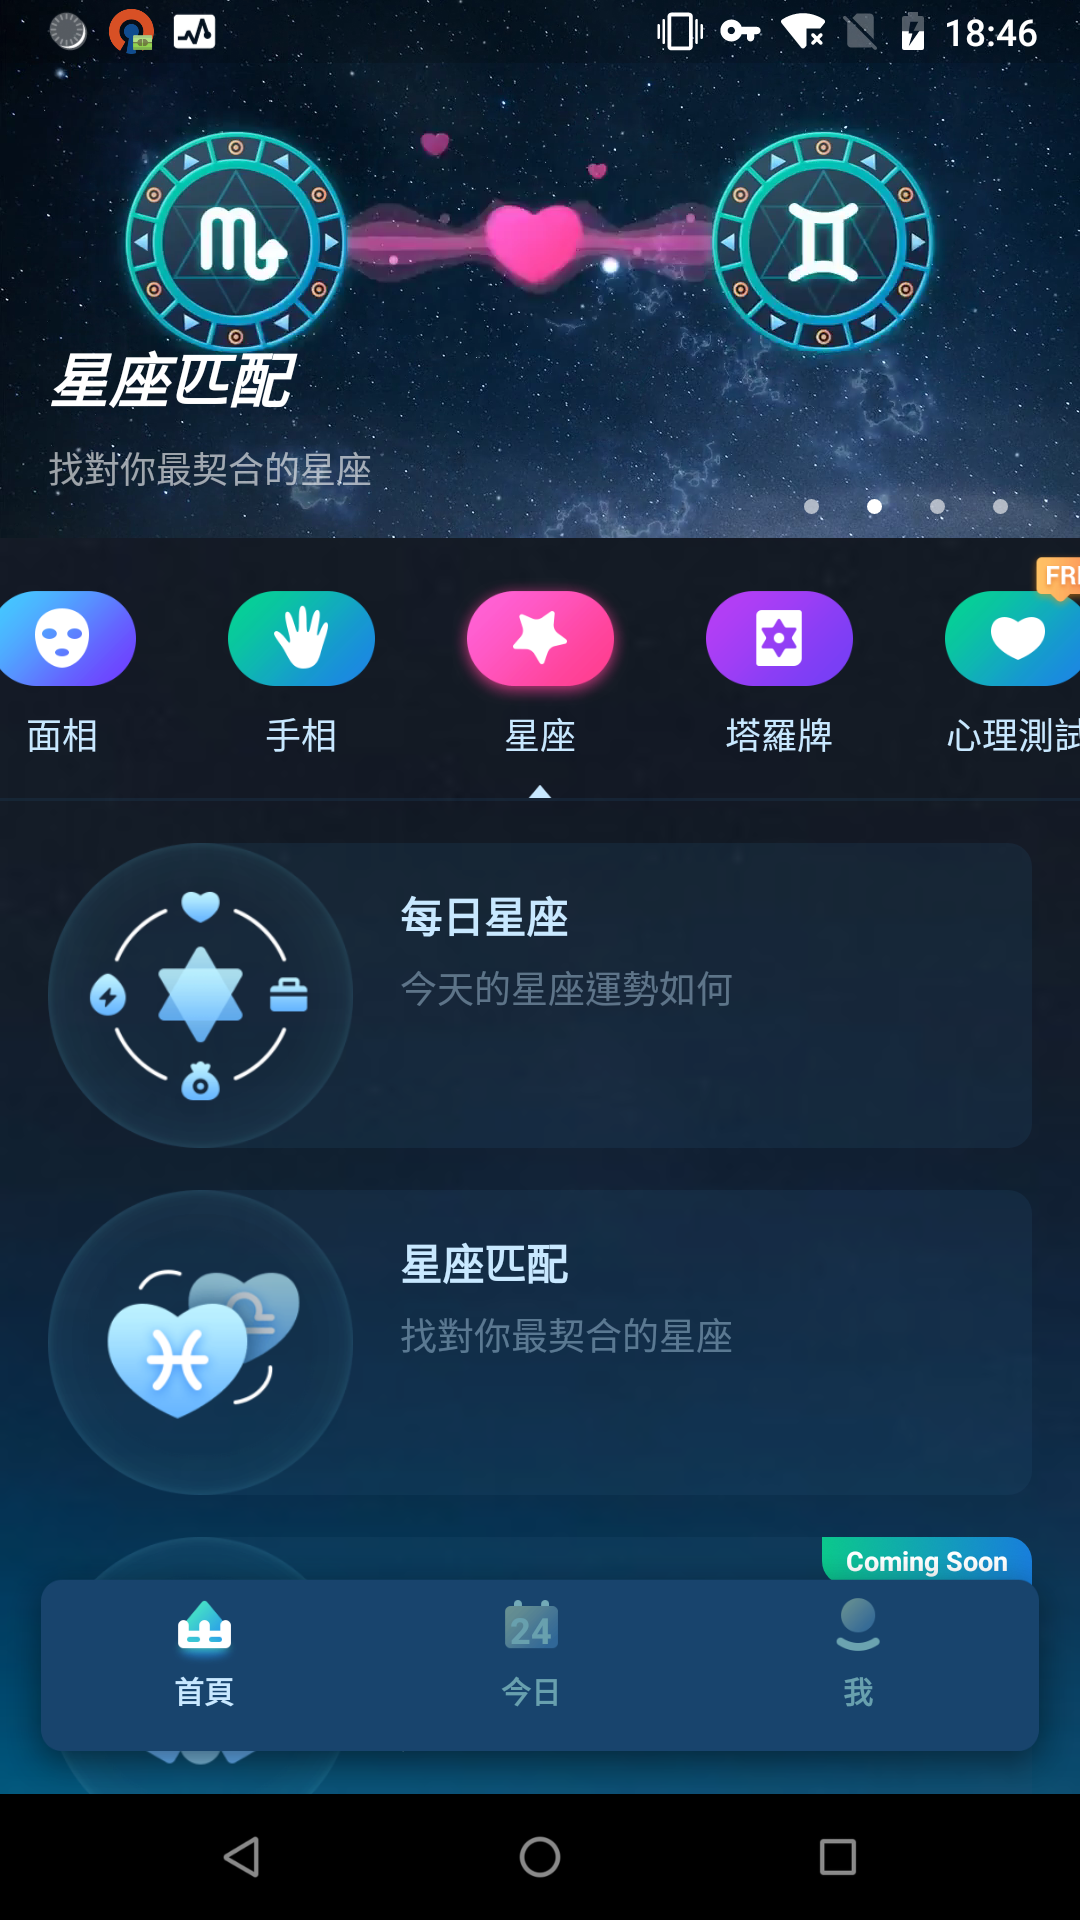 18:46
星座匹配
找對你最契合的星座
面相
手相
星座
塔羅牌
心理測試
每日星座
今天的星座運勢如何
星座匹配
找對你最契合的星座
Coming Soon
首頁
24
今日
我